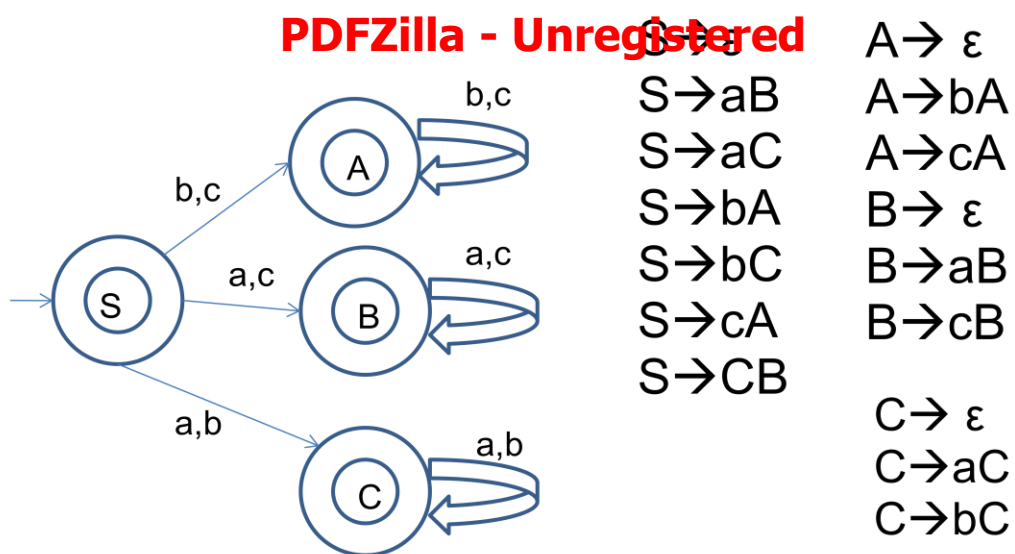 PDFZilla - Unregistered
b,c
A
b,c
S
a,c
a,c
B
a,b
a,b
C
S→aB
S→aC
S→bA
S→bC
S→cA
S→CB
A→ ε
A→bA
A→cA
B→ ε
B→aB
B→cB
C→ ε
C→aC
C→bC